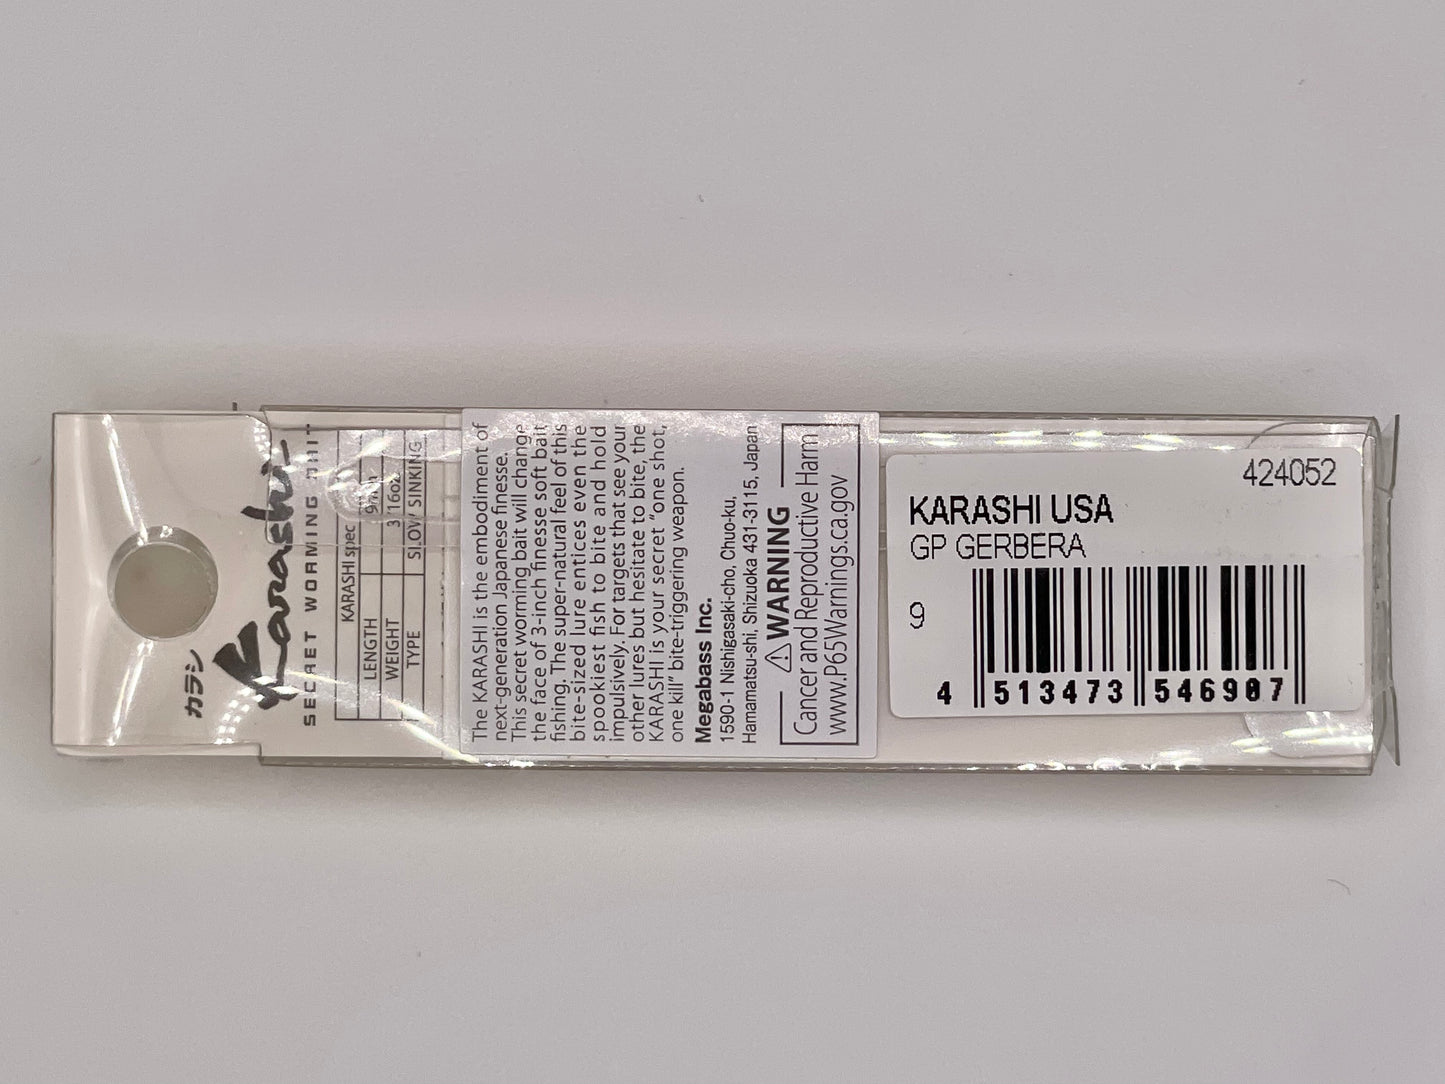 カラシ
Karashi
SECRET WORMING
KARASHI spec
LENGTH
WEIGHT 3/16oz
TYPE SLOW SINKING
The KARASHI is the embodiment of
next-generation Japanese finesse.
This secret worming bait will change
the face of 3-inch finesse soft bait
fishing. The super-natural feel of this
bite-sized lure entices even the
spookiest fish to bite and hold
impulsively. For targets that see your
other lures but hesitate to bite, the
KARASHI is your secret "one shot,
one kill" bite-triggering weapon.
Megabass Inc.
1590-1 Nishigasaki-cho, Chuo-ku,
Hamamatsu-shi, Shizuoka 431-3115, Japan
⚠ WARNING
Cancer and Reproductive Harm
www.P65Warnings.ca.gov
424052
KARASHI USA
GP GERBERA
9
4 513473 546907